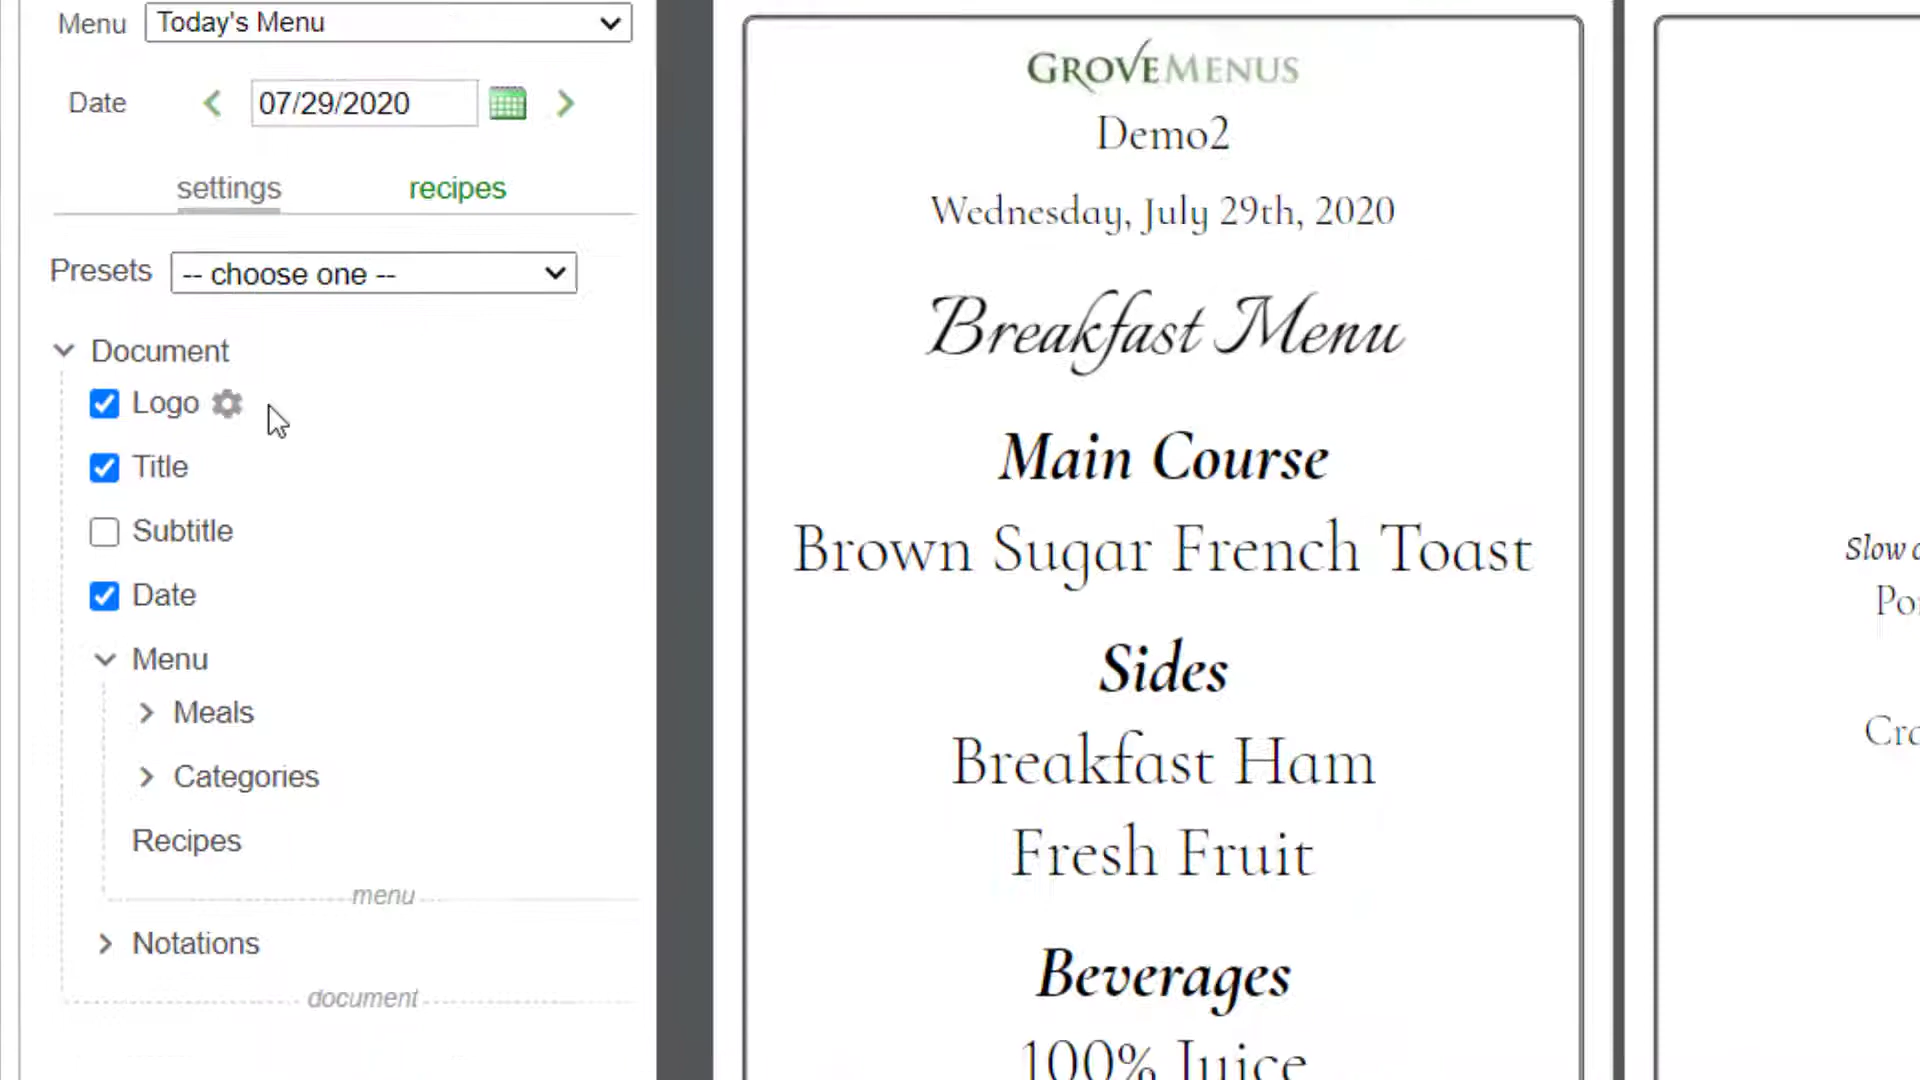 Menu Today's Menu
Date 07/29/2020
settings recipes
Presets -- choose one --
Document
Logo
Title
Subtitle
Date
Menu
Meals
Categories
Recipes
menu
Notations
document
GROVEMENUS
Demo2
Wednesday, July 29th, 2020
Breakfast Menu
Main Course
Brown Sugar French Toast
Sides
Breakfast Ham
Fresh Fruit
Beverages
100% Juice
Slow